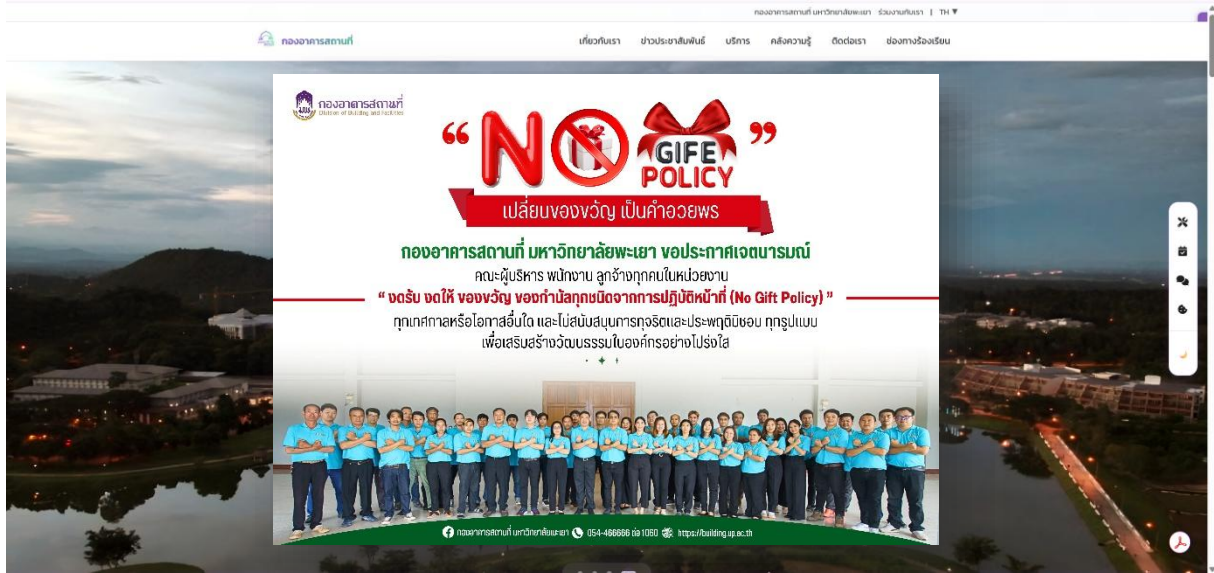 กองอาคารสถานที่ มหาวิทยาลัยพะเยา ร่วมงานกับเรา | TH ▼
กองอาคารสถานที่
เกี่ยวกับเรา ข่าวประชาสัมพันธ์ บริการ คลังความรู้ ติดต่อเรา ช่องทางร้องเรียน
กองอาคารสถานที่
Division of Building and Facilities
“ NO GIFE POLICY ”
เปลี่ยนของขวัญ เป็นคำอวยพร
กองอาคารสถานที่ มหาวิทยาลัยพะเยา ขอประกาศเจตนารมณ์
คณะผู้บริหาร พนักงาน ลูกจ้างทุกคนในหน่วยงาน
“ งดรับ งดให้ ของขวัญ ของกำนัลทุกชนิดจากการปฏิบัติหน้าที่ (No Gift Policy) ”
ทุกเทศกาลหรือโอกาสอื่นใด และไม่สนับสนุนการทุจริตและประพฤติมิชอบ ทุกรูปแบบ
เพื่อเสริมสร้างวัฒนธรรมในองค์กรอย่างโปร่งใส
กองอาคารสถานที่ มหาวิทยาลัยพะเยา 054-466666 ต่อ 1060 https://building.up.ac.th